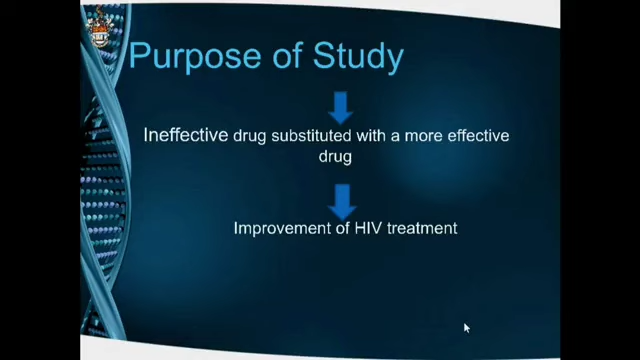 Purpose of Study
Ineffective drug substituted with a more effective
drug
Improvement of HIV treatment